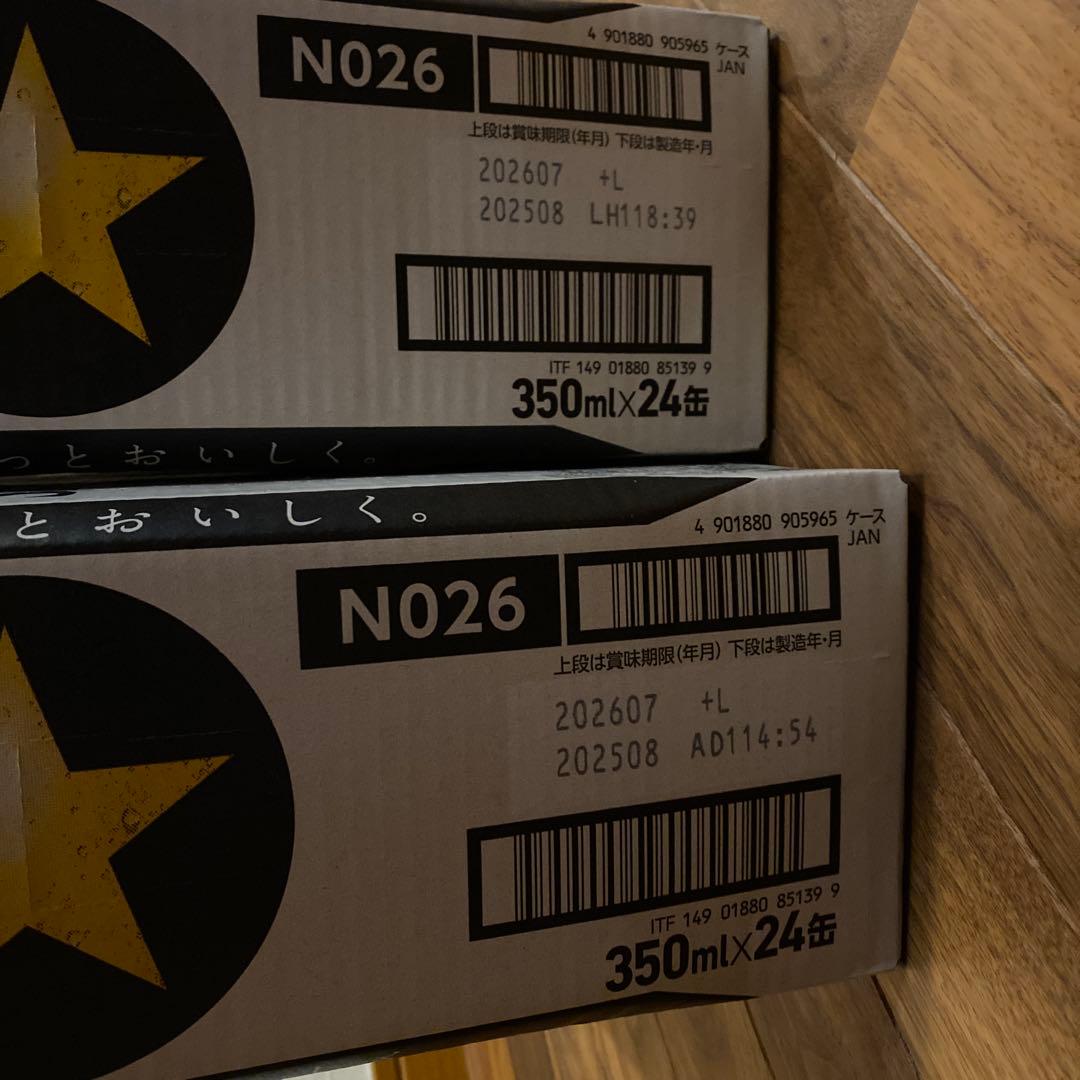 4 901880 905965 ケース
JAN
N026
上段は賞味期限(年月) 下段は製造年・月
202607 +L
202508 LH118:39
ITF 149 01880 85139 9
350ml×24缶
っとおいしく。
とおいしく。
4 901880 905965 ケース
JAN
N026
上段は賞味期限(年月) 下段は製造年・月
202607 +L
202508 AD114:54
ITF 149 01880 85139 9
350ml×24缶